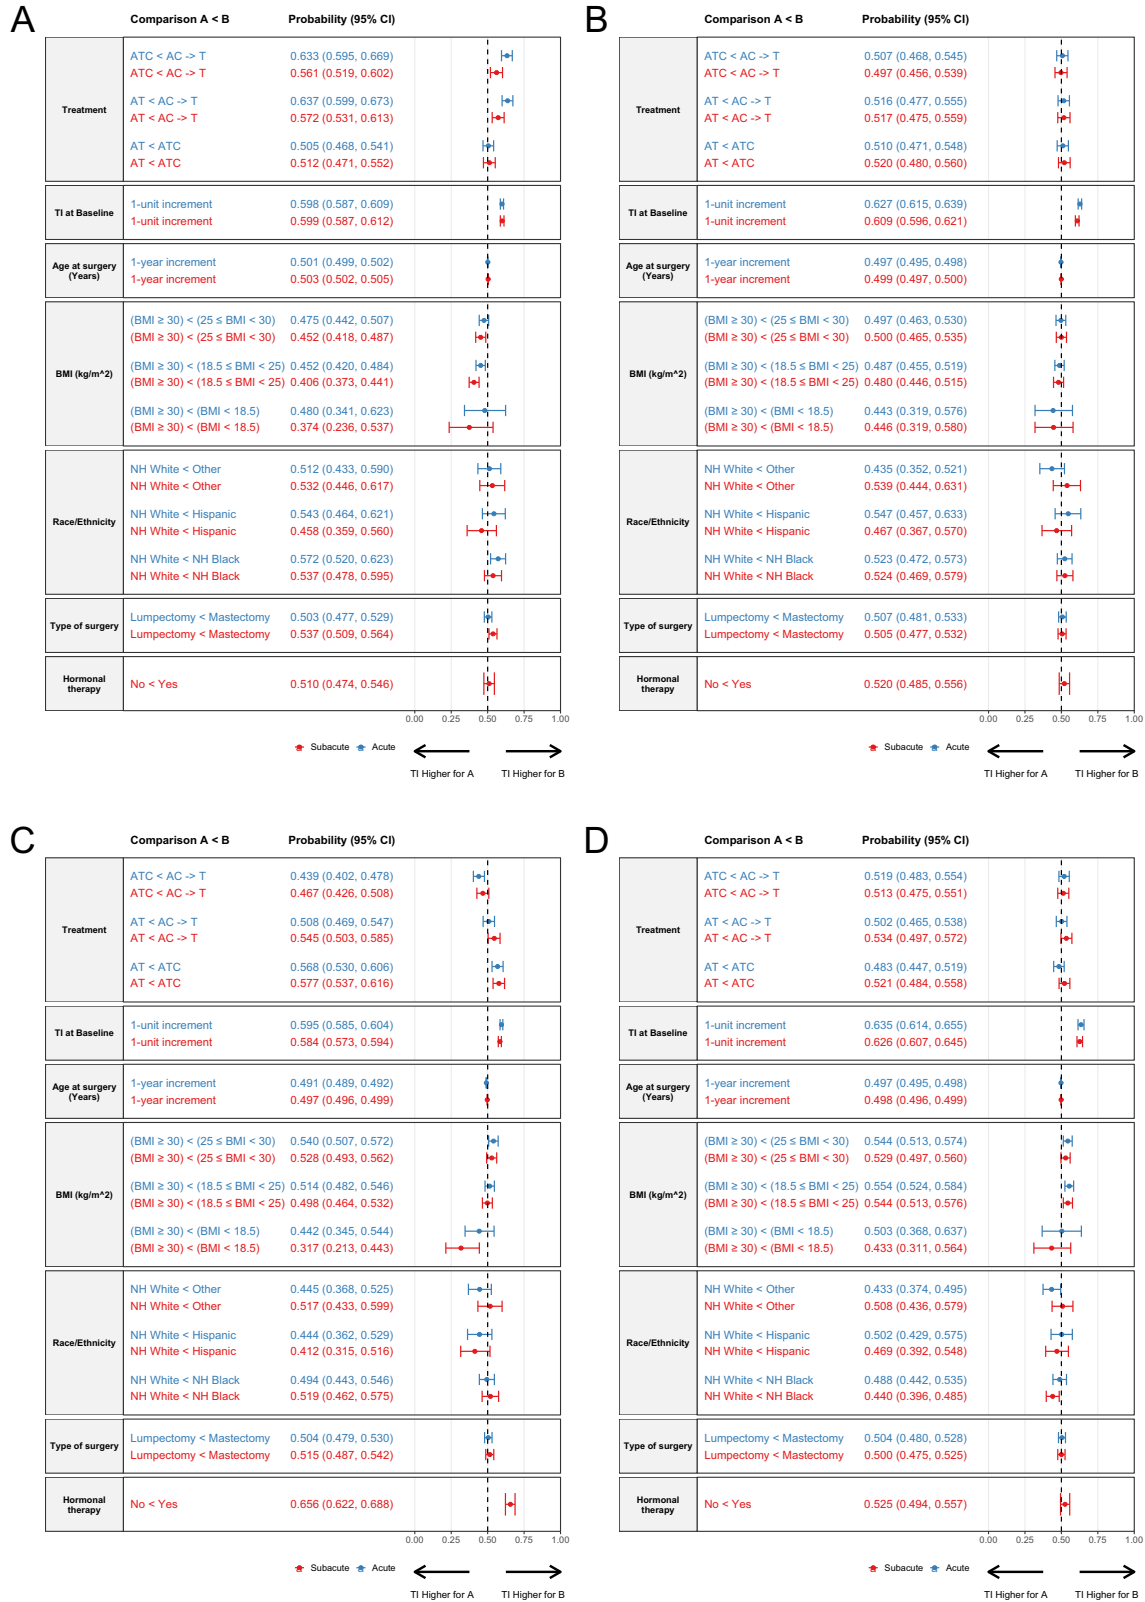 A
Comparison A < B Probability (95% CI)
Treatment
ATC < AC -> T 0.633 (0.595, 0.669)
ATC < AC -> T 0.561 (0.519, 0.602)
AT < AC -> T 0.637 (0.599, 0.673)
AT < AC -> T 0.572 (0.531, 0.613)
AT < ATC 0.505 (0.468, 0.541)
AT < ATC 0.512 (0.471, 0.552)
TI at Baseline
1-unit increment 0.598 (0.587, 0.609)
1-unit increment 0.599 (0.587, 0.612)
Age at surgery
(Years)
1-year increment 0.501 (0.499, 0.502)
1-year increment 0.503 (0.502, 0.505)
BMI (kg/m^2)
(BMI ≥ 30) < (25 ≤ BMI < 30) 0.475 (0.442, 0.507)
(BMI ≥ 30) < (25 ≤ BMI < 30) 0.452 (0.418, 0.487)
(BMI ≥ 30) < (18.5 ≤ BMI < 25) 0.452 (0.420, 0.484)
(BMI ≥ 30) < (18.5 ≤ BMI < 25) 0.406 (0.373, 0.441)
(BMI ≥ 30) < (BMI < 18.5) 0.480 (0.341, 0.623)
(BMI ≥ 30) < (BMI < 18.5) 0.374 (0.236, 0.537)
Race/Ethnicity
NH White < Other 0.512 (0.433, 0.590)
NH White < Other 0.532 (0.446, 0.617)
NH White < Hispanic 0.543 (0.464, 0.621)
NH White < Hispanic 0.458 (0.359, 0.560)
NH White < NH Black 0.572 (0.520, 0.623)
NH White < NH Black 0.537 (0.478, 0.595)
Type of surgery
Lumpectomy < Mastectomy 0.503 (0.477, 0.529)
Lumpectomy < Mastectomy 0.537 (0.509, 0.564)
Hormonal
therapy
No < Yes 0.510 (0.474, 0.546)
0.00 0.25 0.50 0.75 1.00
Subacute Acute
TI Higher for A TI Higher for B
B
Comparison A < B Probability (95% CI)
Treatment
ATC < AC -> T 0.507 (0.468, 0.545)
ATC < AC -> T 0.497 (0.456, 0.539)
AT < AC -> T 0.516 (0.477, 0.555)
AT < AC -> T 0.517 (0.475, 0.559)
AT < ATC 0.510 (0.471, 0.548)
AT < ATC 0.520 (0.480, 0.560)
TI at Baseline
1-unit increment 0.627 (0.615, 0.639)
1-unit increment 0.609 (0.596, 0.621)
Age at surgery
(Years)
1-year increment 0.497 (0.495, 0.498)
1-year increment 0.499 (0.497, 0.500)
BMI (kg/m^2)
(BMI ≥ 30) < (25 ≤ BMI < 30) 0.497 (0.463, 0.530)
(BMI ≥ 30) < (25 ≤ BMI < 30) 0.500 (0.465, 0.535)
(BMI ≥ 30) < (18.5 ≤ BMI < 25) 0.487 (0.455, 0.519)
(BMI ≥ 30) < (18.5 ≤ BMI < 25) 0.480 (0.446, 0.515)
(BMI ≥ 30) < (BMI < 18.5) 0.443 (0.319, 0.576)
(BMI ≥ 30) < (BMI < 18.5) 0.446 (0.319, 0.580)
Race/Ethnicity
NH White < Other 0.435 (0.352, 0.521)
NH White < Other 0.539 (0.444, 0.631)
NH White < Hispanic 0.547 (0.457, 0.633)
NH White < Hispanic 0.467 (0.367, 0.570)
NH White < NH Black 0.523 (0.472, 0.573)
NH White < NH Black 0.524 (0.469, 0.579)
Type of surgery
Lumpectomy < Mastectomy 0.507 (0.481, 0.533)
Lumpectomy < Mastectomy 0.505 (0.477, 0.532)
Hormonal
therapy
No < Yes 0.520 (0.485, 0.556)
0.00 0.25 0.50 0.75 1.00
Subacute Acute
TI Higher for A TI Higher for B
C
Comparison A < B Probability (95% CI)
Treatment
ATC < AC -> T 0.439 (0.402, 0.478)
ATC < AC -> T 0.467 (0.426, 0.508)
AT < AC -> T 0.508 (0.469, 0.547)
AT < AC -> T 0.545 (0.503, 0.585)
AT < ATC 0.568 (0.530, 0.606)
AT < ATC 0.577 (0.537, 0.616)
TI at Baseline
1-unit increment 0.595 (0.585, 0.604)
1-unit increment 0.584 (0.573, 0.594)
Age at surgery
(Years)
1-year increment 0.491 (0.489, 0.492)
1-year increment 0.497 (0.496, 0.499)
BMI (kg/m^2)
(BMI ≥ 30) < (25 ≤ BMI < 30) 0.540 (0.507, 0.572)
(BMI ≥ 30) < (25 ≤ BMI < 30) 0.528 (0.493, 0.562)
(BMI ≥ 30) < (18.5 ≤ BMI < 25) 0.514 (0.482, 0.546)
(BMI ≥ 30) < (18.5 ≤ BMI < 25) 0.498 (0.464, 0.532)
(BMI ≥ 30) < (BMI < 18.5) 0.442 (0.345, 0.544)
(BMI ≥ 30) < (BMI < 18.5) 0.317 (0.213, 0.443)
Race/Ethnicity
NH White < Other 0.445 (0.368, 0.525)
NH White < Other 0.517 (0.433, 0.599)
NH White < Hispanic 0.444 (0.362, 0.529)
NH White < Hispanic 0.412 (0.315, 0.516)
NH White < NH Black 0.494 (0.443, 0.546)
NH White < NH Black 0.519 (0.462, 0.575)
Type of surgery
Lumpectomy < Mastectomy 0.504 (0.479, 0.530)
Lumpectomy < Mastectomy 0.515 (0.487, 0.542)
Hormonal
therapy
No < Yes 0.656 (0.622, 0.688)
0.00 0.25 0.50 0.75 1.00
Subacute Acute
TI Higher for A TI Higher for B
D
Comparison A < B Probability (95% CI)
Treatment
ATC < AC -> T 0.519 (0.483, 0.554)
ATC < AC -> T 0.513 (0.475, 0.551)
AT < AC -> T 0.502 (0.465, 0.538)
AT < AC -> T 0.534 (0.497, 0.572)
AT < ATC 0.483 (0.447, 0.519)
AT < ATC 0.521 (0.484, 0.558)
TI at Baseline
1-unit increment 0.635 (0.614, 0.655)
1-unit increment 0.626 (0.607, 0.645)
Age at surgery
(Years)
1-year increment 0.497 (0.495, 0.498)
1-year increment 0.498 (0.496, 0.499)
BMI (kg/m^2)
(BMI ≥ 30) < (25 ≤ BMI < 30) 0.544 (0.513, 0.574)
(BMI ≥ 30) < (25 ≤ BMI < 30) 0.529 (0.497, 0.560)
(BMI ≥ 30) < (18.5 ≤ BMI < 25) 0.554 (0.524, 0.584)
(BMI ≥ 30) < (18.5 ≤ BMI < 25) 0.544 (0.513, 0.576)
(BMI ≥ 30) < (BMI < 18.5) 0.503 (0.368, 0.637)
(BMI ≥ 30) < (BMI < 18.5) 0.433 (0.311, 0.564)
Race/Ethnicity
NH White < Other 0.433 (0.374, 0.495)
NH White < Other 0.508 (0.436, 0.579)
NH White < Hispanic 0.502 (0.429, 0.575)
NH White < Hispanic 0.469 (0.392, 0.548)
NH White < NH Black 0.488 (0.442, 0.535)
NH White < NH Black 0.440 (0.396, 0.485)
Type of surgery
Lumpectomy < Mastectomy 0.504 (0.480, 0.528)
Lumpectomy < Mastectomy 0.500 (0.475, 0.525)
Hormonal
therapy
No < Yes 0.525 (0.494, 0.557)
0.00 0.25 0.50 0.75 1.00
Subacute Acute
TI Higher for A TI Higher for B